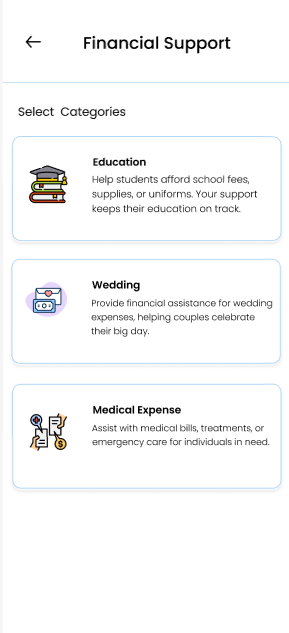 Financial Support
Select Categories
Education
Help students afford school fees,
supplies, or uniforms. Your support
keeps their education on track.
Wedding
Provide financial assistance for wedding
expenses, helping couples celebrate
their big day.
Medical Expense
Assist with medical bills, treatments, or
emergency care for individuals in need.